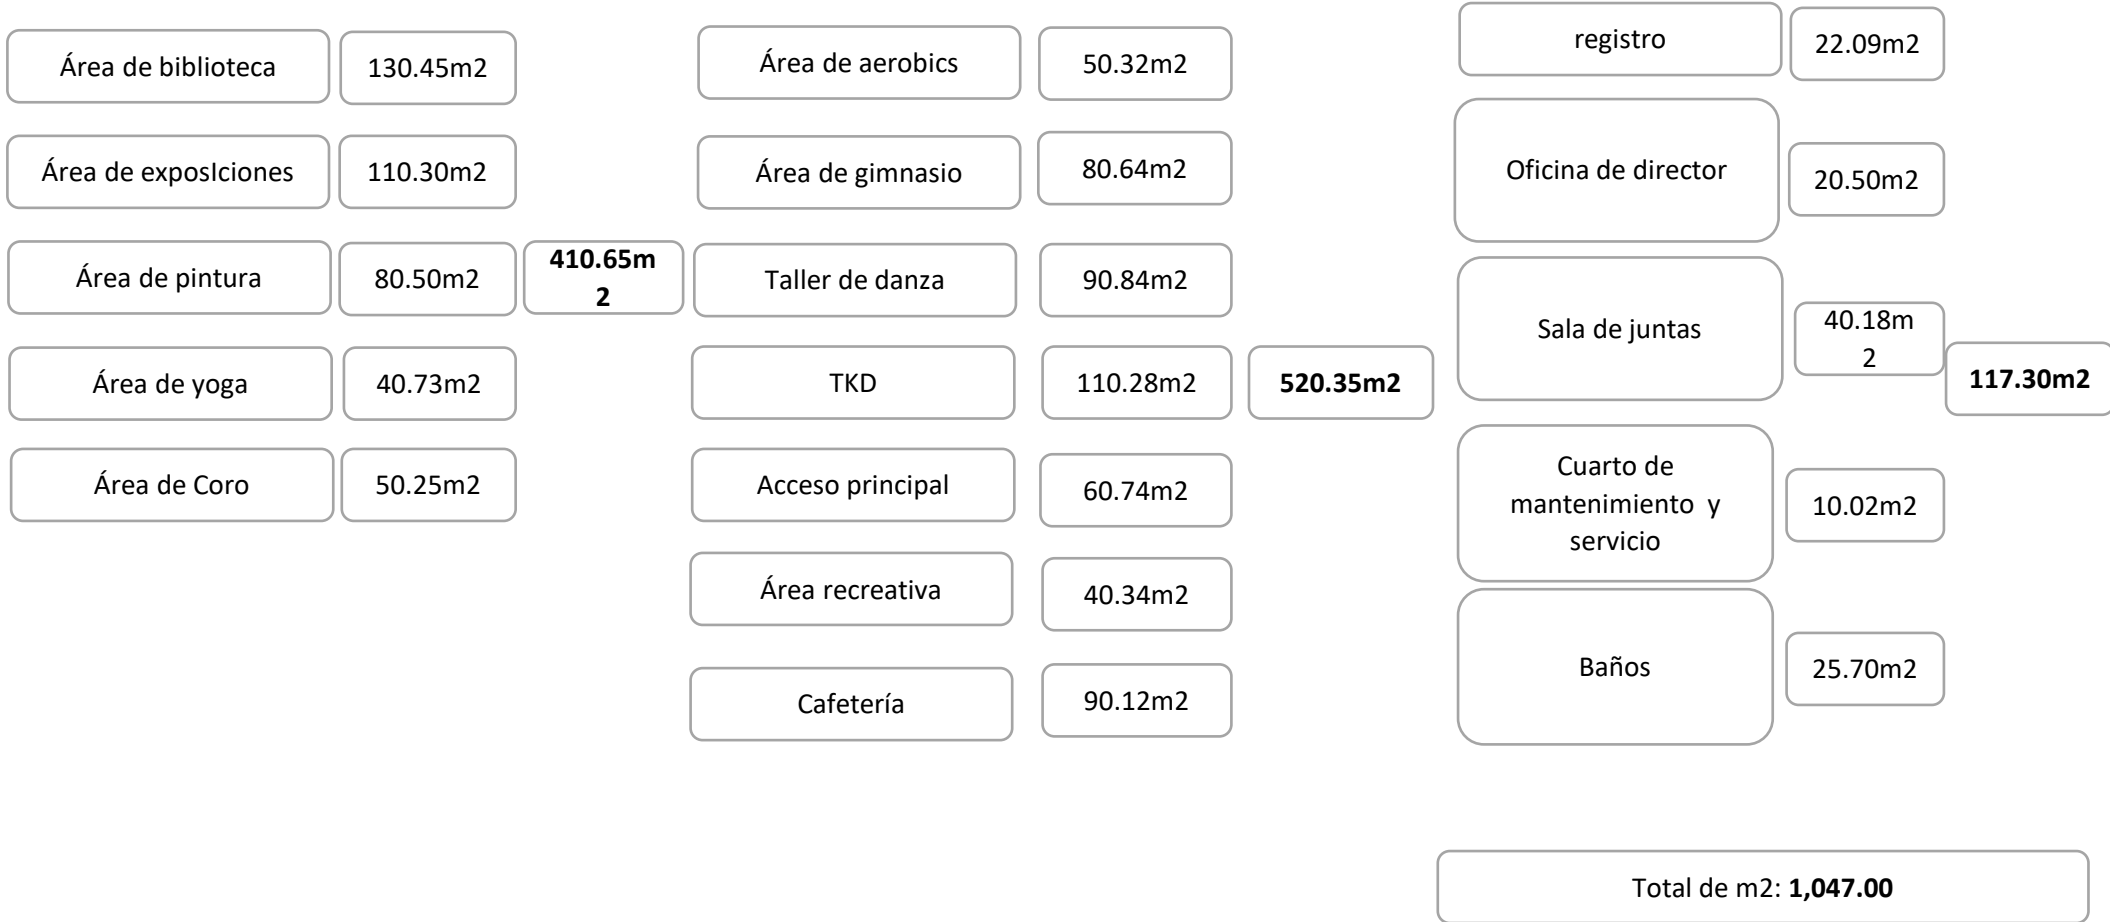 Área de biblioteca
130.45m2
Área de exposIciones
110.30m2
Área de pintura
80.50m2
410.65m
2
Área de yoga
40.73m2
Área de Coro
50.25m2
Área de aerobics
50.32m2
Área de gimnasio
80.64m2
Taller de danza
90.84m2
TKD
110.28m2
520.35m2
Acceso principal
60.74m2
Área recreativa
40.34m2
Cafetería
90.12m2
registro
22.09m2
Oficina de director
20.50m2
Sala de juntas
40.18m
2
117.30m2
Cuarto de
mantenimiento y
servicio
10.02m2
Baños
25.70m2
Total de m2: 1,047.00